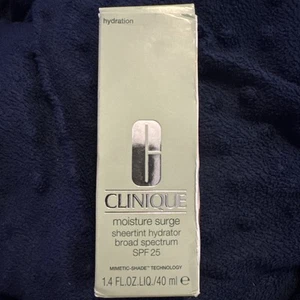 hydration
CLINIQUE
moisture surge
sheertint hydrator
broad spectrum
SPF 25
MIMETIC-SHADE™ TECHNOLOGY
1.4 FL.OZ.LIQ./40 ml ℮